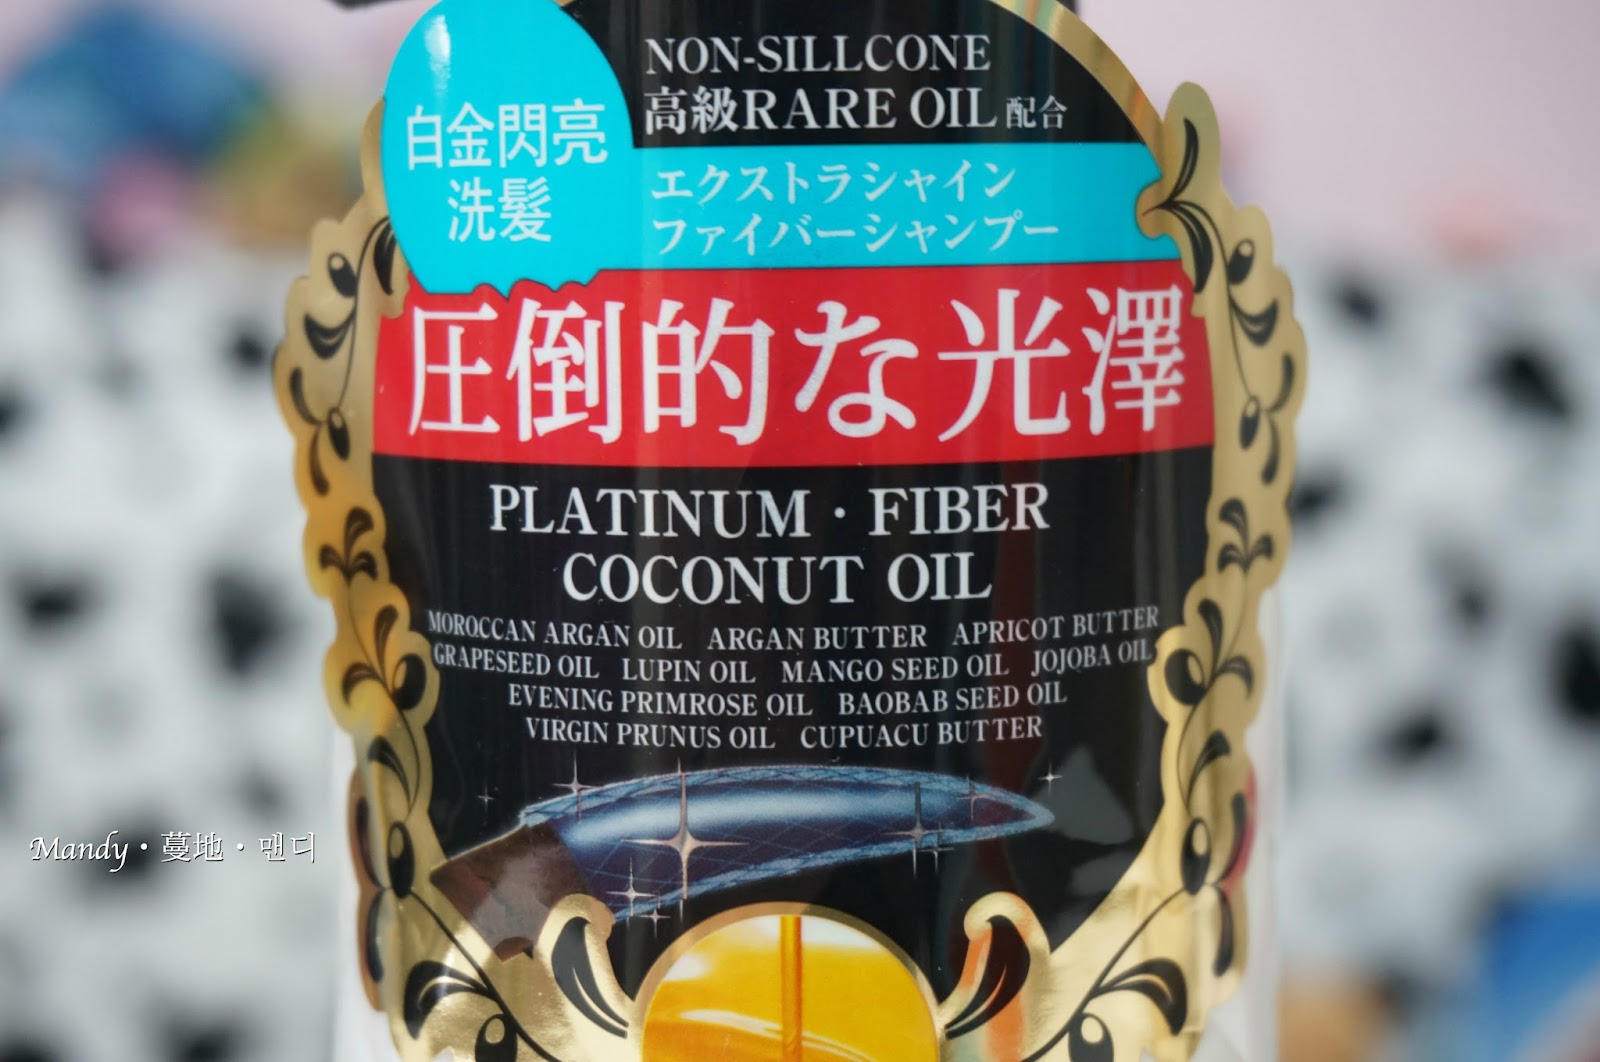 白金閃亮
洗髮
NON-SILLCONE
高級RARE OIL 配合
エクストラシャイン
ファイバーシャンプー
圧倒的な光澤
PLATINUM・FIBER
COCONUT OIL
MOROCCAN ARGAN OIL ARGAN BUTTER APRICOT BUTTER
GRAPESEED OIL LUPIN OIL MANGO SEED OIL JOJOBA OIL
EVENING PRIMROSE OIL BAOBAB SEED OIL
VIRGIN PRUNUS OIL CUPUACU BUTTER
Mandy・蔓地・맨디